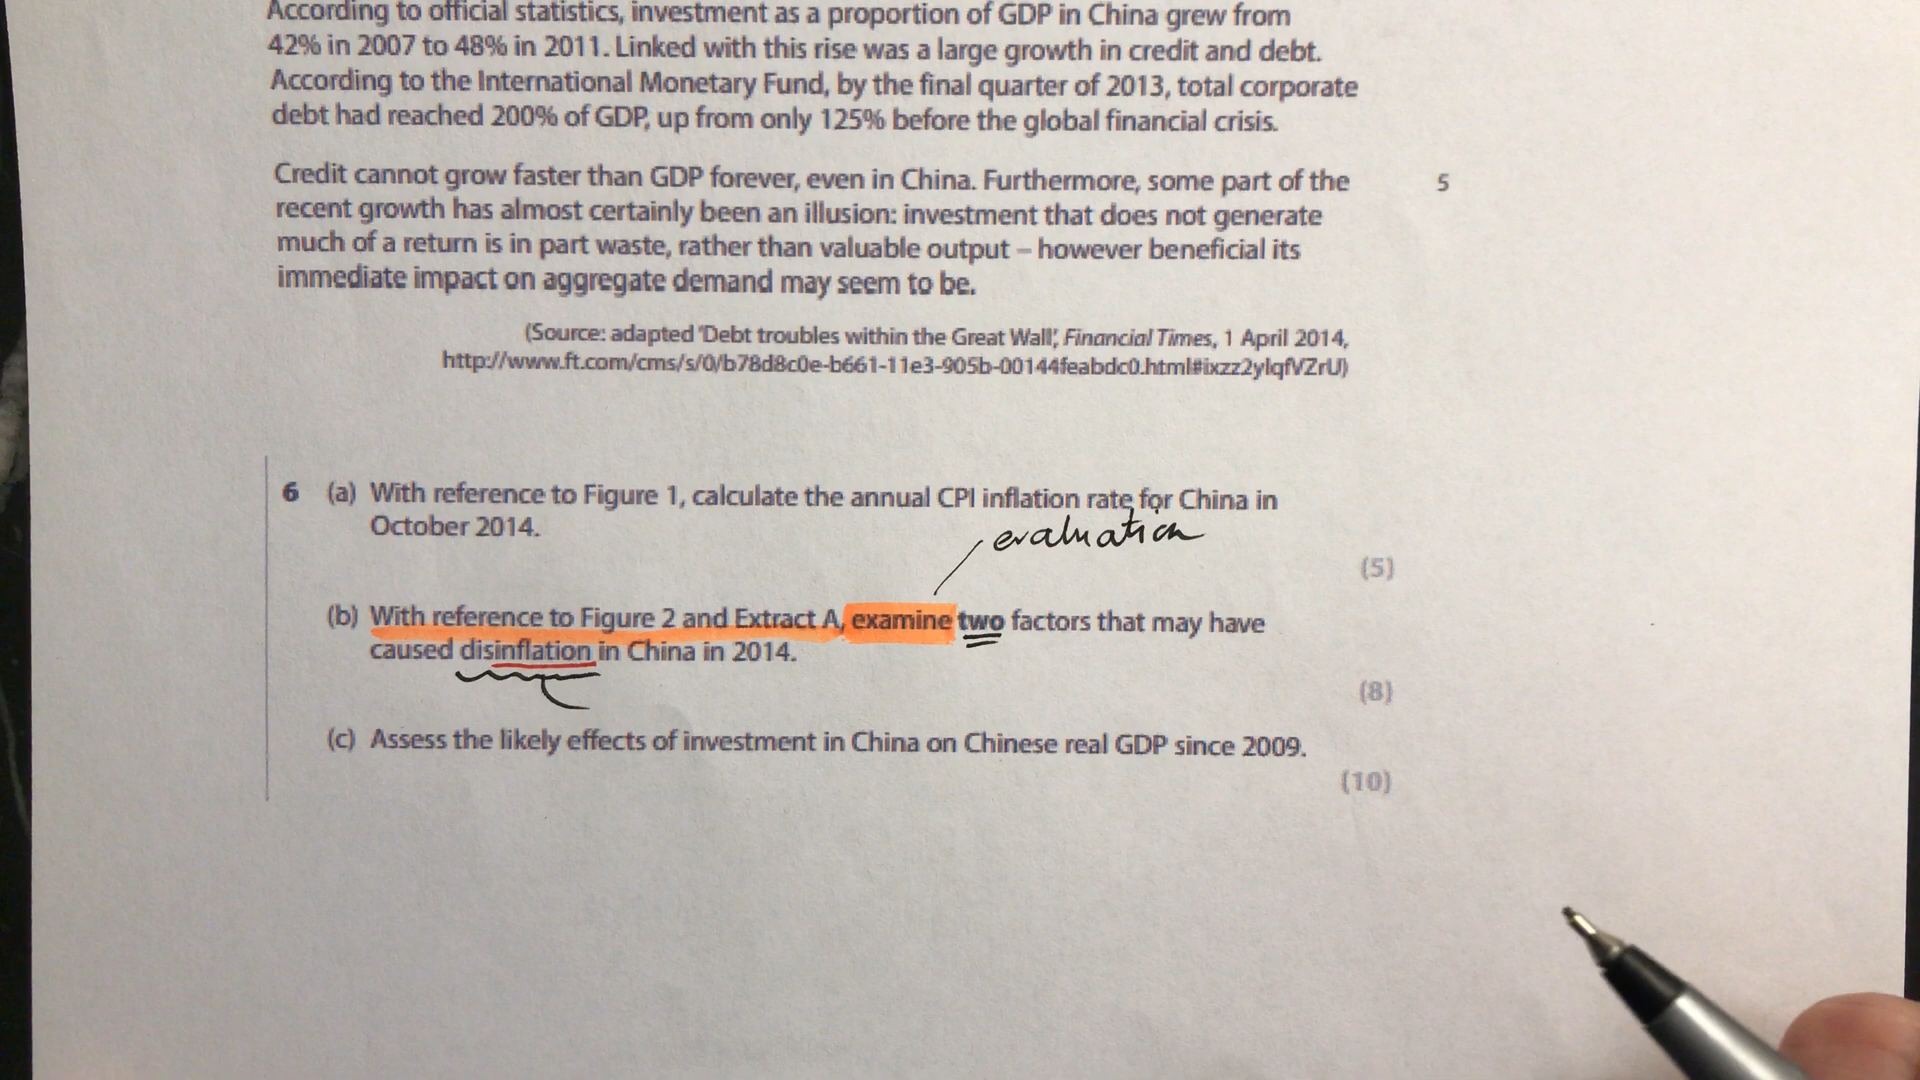 According to official statistics, investment as a proportion of GDP in China grew from
42% in 2007 to 48% in 2011. Linked with this rise was a large growth in credit and debt.
According to the International Monetary Fund, by the final quarter of 2013, total corporate
debt had reached 200% of GDP, up from only 125% before the global financial crisis.
Credit cannot grow faster than GDP forever, even in China. Furthermore, some part of the 5
recent growth has almost certainly been an illusion: investment that does not generate
much of a return is in part waste, rather than valuable output – however beneficial its
immediate impact on aggregate demand may seem to be.
(Source: adapted 'Debt troubles within the Great Wall', Financial Times, 1 April 2014,
http://www.ft.com/cms/s/0/b78d8c0e-b661-11e3-905b-00144feabdc0.html#ixzz2ylqfVZrU)
6 (a) With reference to Figure 1, calculate the annual CPI inflation rate for China in
October 2014.
evaluation
(5)
(b) With reference to Figure 2 and Extract A, examine two factors that may have
caused disinflation in China in 2014.
(8)
(c) Assess the likely effects of investment in China on Chinese real GDP since 2009.
(10)